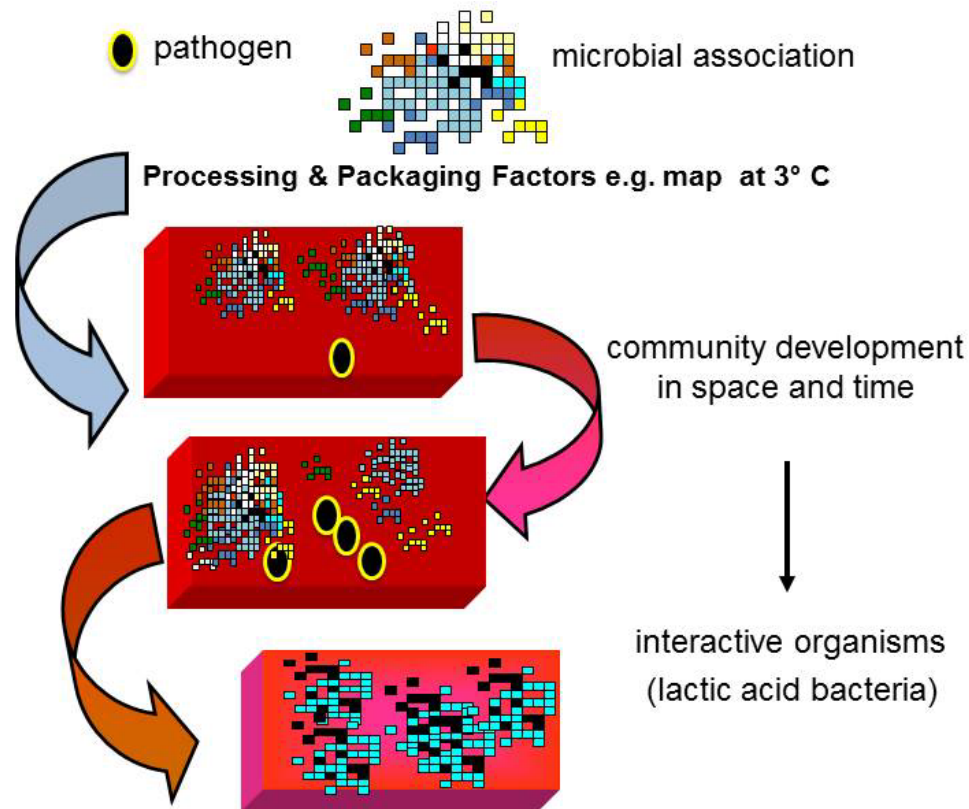 pathogen
microbial association
Processing & Packaging Factors e.g. map at 3° C
community development
in space and time
interactive organisms
(lactic acid bacteria)